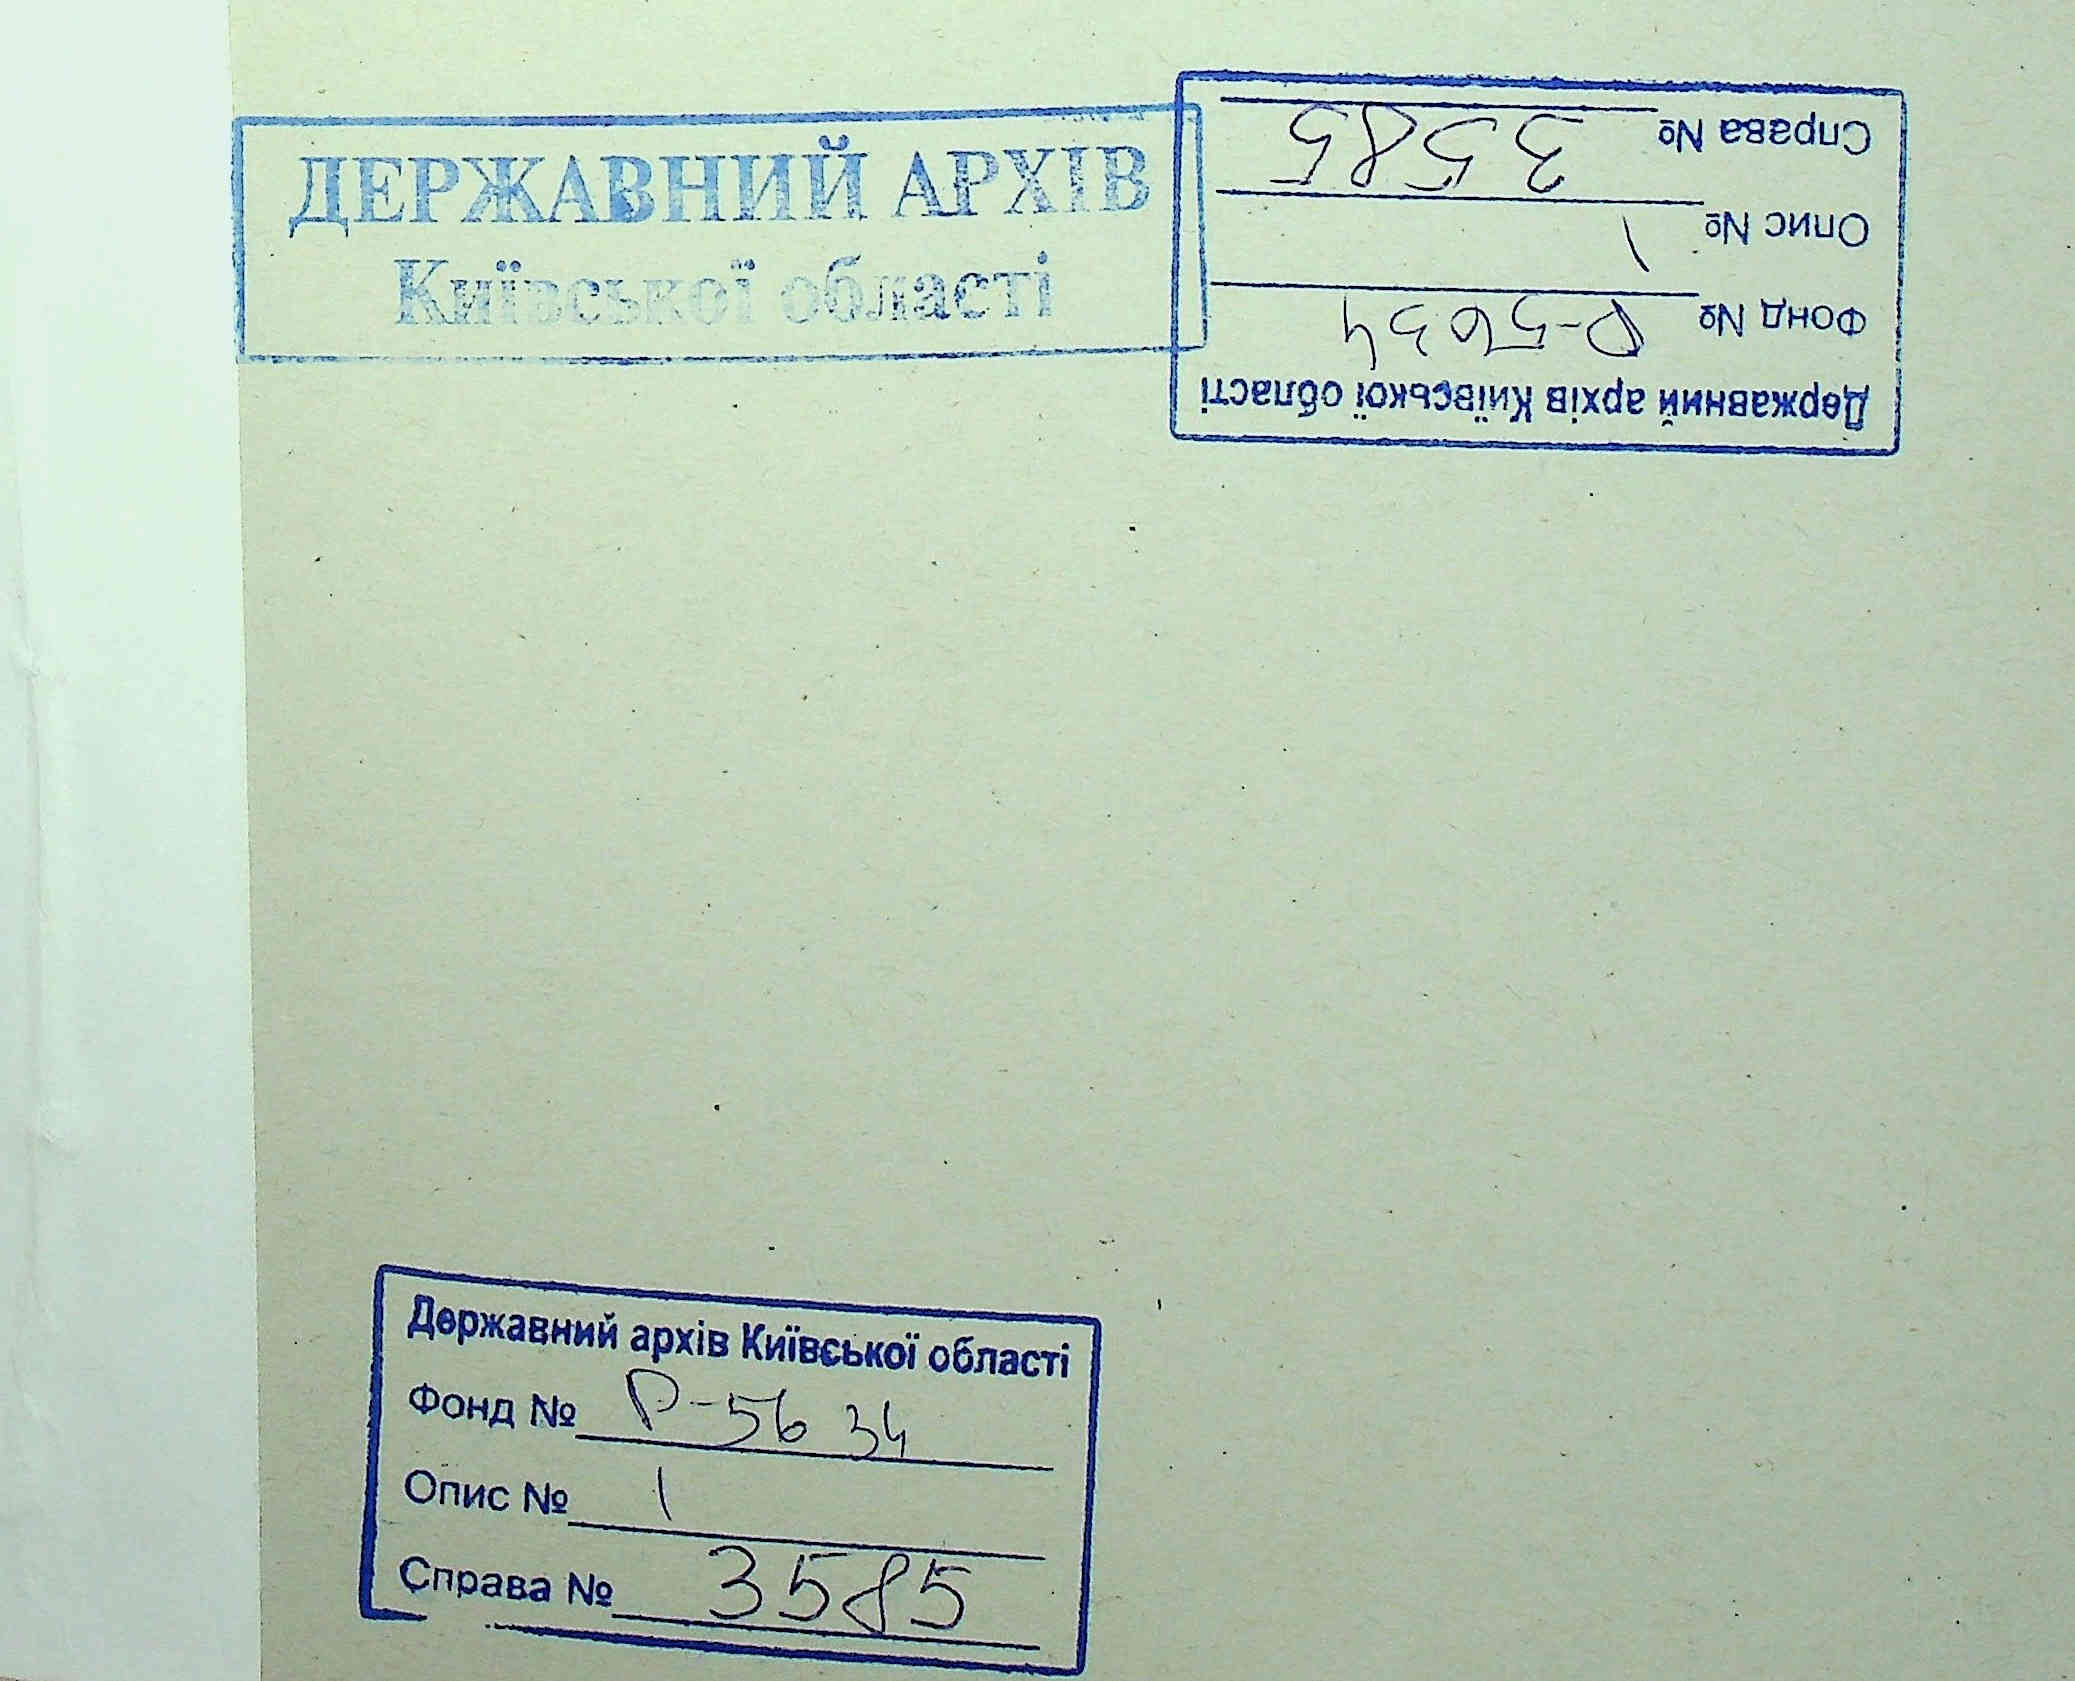 ДЕРЖАВНИЙ АРХІВ
Київської області
Державний архів Київської області
Фонд № Р-5634
Опис № 1
Справа № 3585
Державний архів Київської області
Фонд № Р-5634
Опис № 1
Справа № 3585